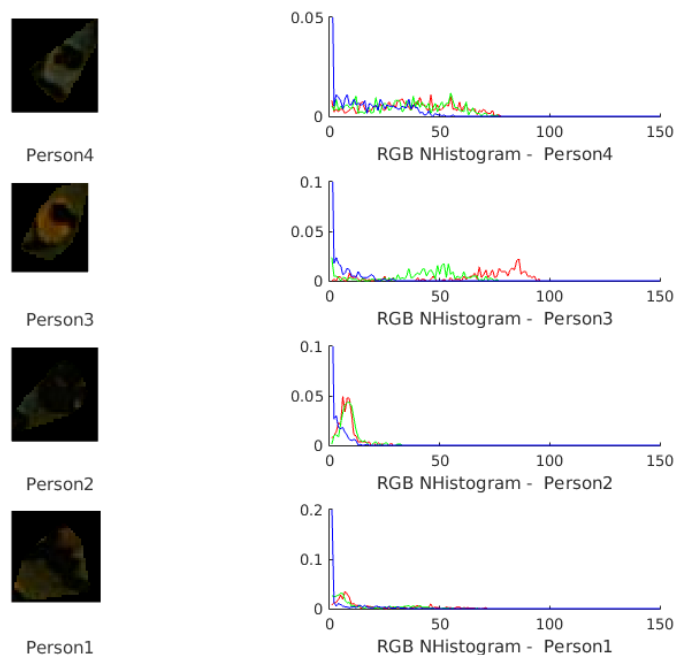 0.05
0
0 50 100 150
Person4
RGB NHistogram - Person4
0.1
0.05
0
0 50 100 150
Person3
RGB NHistogram - Person3
0.1
0.05
0
0 50 100 150
Person2
RGB NHistogram - Person2
0.2
0.1
0
0 50 100 150
Person1
RGB NHistogram - Person1